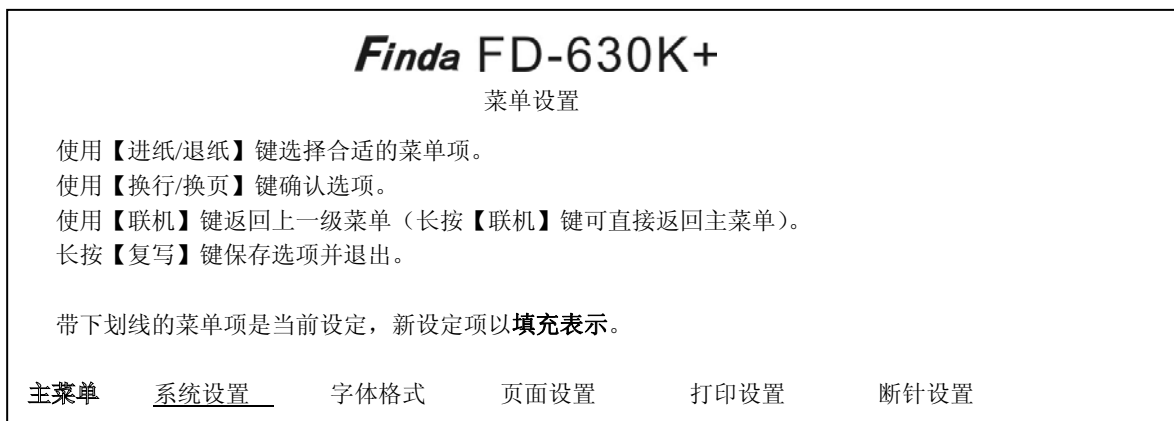 Finda FD-630K+
菜单设置
使用【进纸/退纸】键选择合适的菜单项。
使用【换行/换页】键确认选项。
使用【联机】键返回上一级菜单（长按【联机】键可直接返回主菜单）。
长按【复写】键保存选项并退出。
带下划线的菜单项是当前设定，新设定项以填充表示。
主菜单 系统设置 字体格式 页面设置 打印设置 断针设置